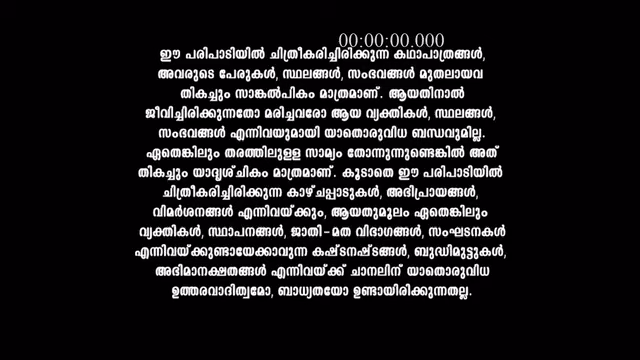 00:00:00.000
ഈ പരിപാടിയിൽ ചിത്രീകരിച്ചിരിക്കുന്ന കഥാപാത്രങ്ങൾ,
അവരുടെ പേരുകൾ, സ്ഥലങ്ങൾ, സംഭവങ്ങൾ മുതലായവ
തികച്ചും സാങ്കൽപികം മാത്രമാണ്. ആയതിനാൽ
ജീവിച്ചിരിക്കുന്നതോ മരിച്ചവരോ ആയ വ്യക്തികൾ, സ്ഥലങ്ങൾ,
സംഭവങ്ങൾ എന്നിവയുമായി യാതൊരുവിധ ബന്ധവുമില്ല.
ഏതെങ്കിലും തരത്തിലുളള സാമ്യം തോന്നുന്നുണ്ടെങ്കിൽ അത്
തികച്ചും യാദൃശ്ചികം മാത്രമാണ്. കൂടാതെ ഈ പരിപാടിയിൽ
ചിത്രീകരിച്ചിരിക്കുന്ന കാഴ്ചപ്പാടുകൾ, അഭിപ്രായങ്ങൾ,
വിമർശനങ്ങൾ എന്നിവയ്ക്കും, ആയതുമൂലം ഏതെങ്കിലും
വ്യക്തികൾ, സ്ഥാപനങ്ങൾ, ജാതി-മത വിഭാഗങ്ങൾ, സംഘടനകൾ
എന്നിവയ്ക്കുണ്ടായേക്കാവുന്ന കഷ്ടനഷ്ടങ്ങൾ, ബുദ്ധിമുട്ടുകൾ,
അഭിമാനക്ഷതങ്ങൾ എന്നിവയ്ക്ക് ചാനലിന് യാതൊരുവിധ
ഉത്തരവാദിത്വമോ, ബാധ്യതയോ ഉണ്ടായിരിക്കുന്നതല്ല.